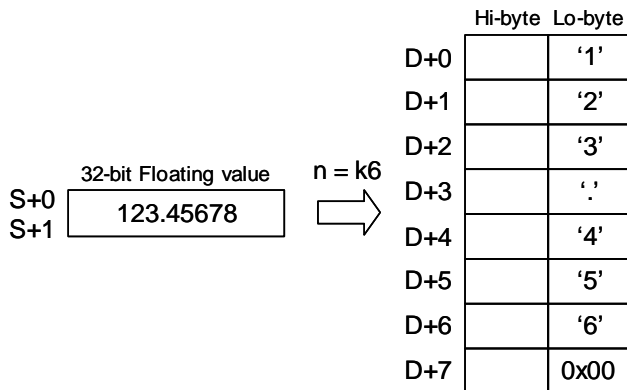 Hi-byte Lo-byte
D+0 ‘1’
D+1 ‘2’
D+2 ‘3’
32-bit Floating value
n = k6
S+0
S+1
123.45678
D+3 ‘.’
D+4 ‘4’
D+5 ‘5’
D+6 ‘6’
D+7 0x00